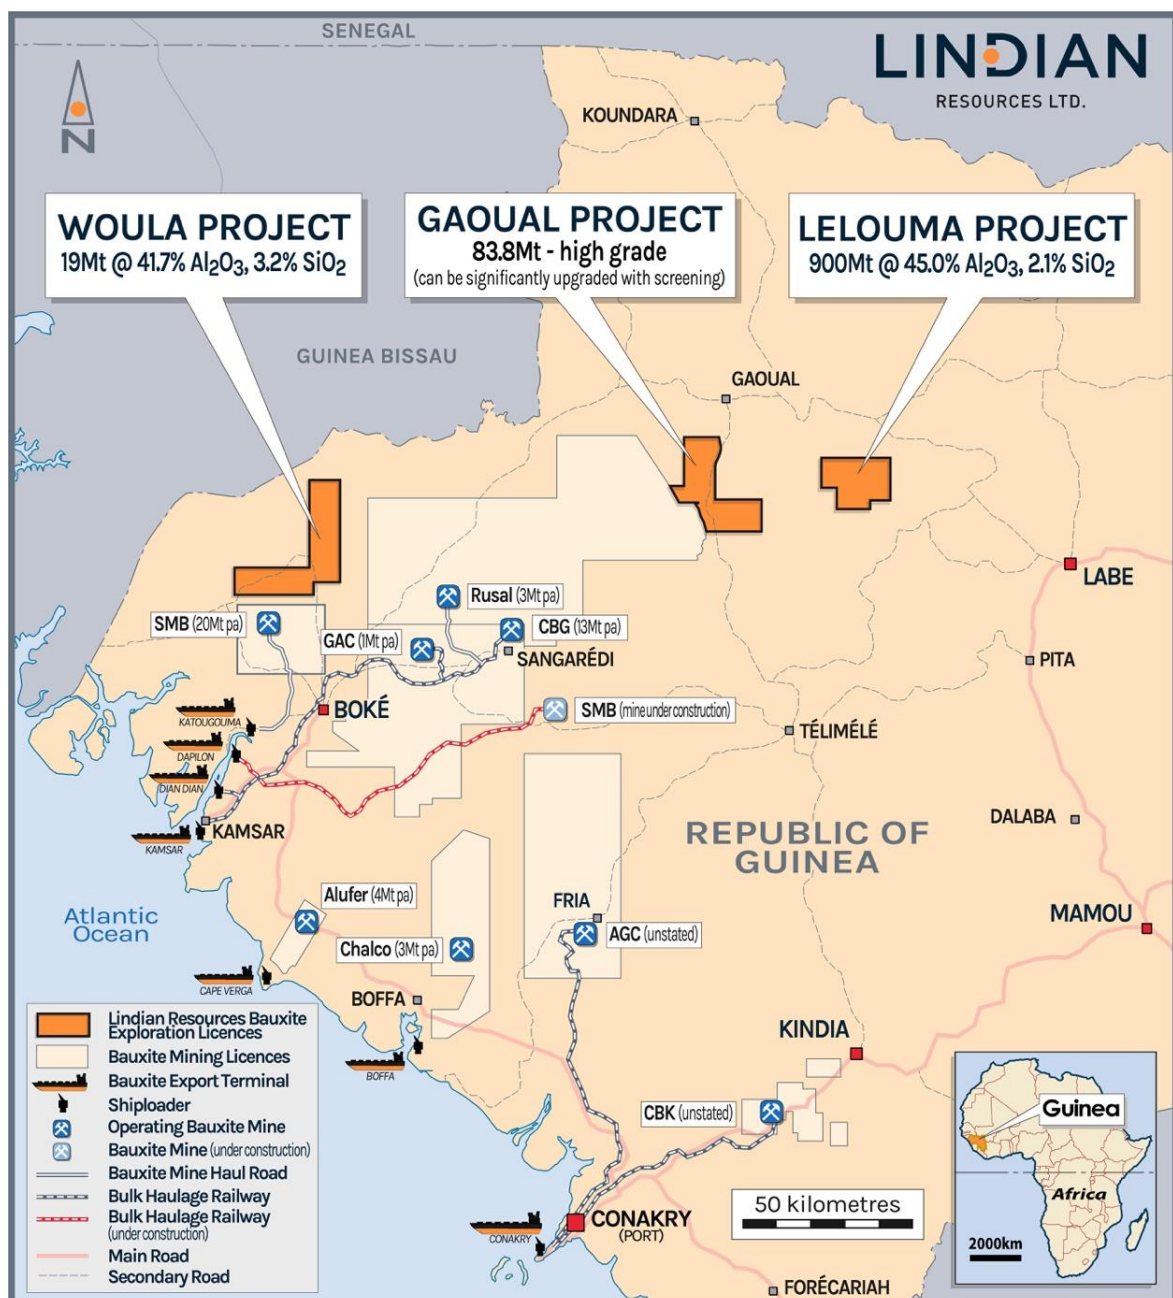 SENEGAL
LINDIAN
RESOURCES LTD.
N
KOUNDARA
WOULA PROJECT
19Mt @ 41.7% Al₂O₃, 3.2% SiO₂
GAOUAL PROJECT
83.8Mt - high grade
(can be significantly upgraded with screening)
LELOUMA PROJECT
900Mt @ 45.0% Al₂O₃, 2.1% SiO₂
GUINEA BISSAU
GAOUAL
LABE
Rusal (3Mt pa)
SMB (20Mt pa)
CBG (13Mt pa)
GAC (1Mt pa)
SANGARÉDI
PITA
BOKÉ
SMB (mine under construction)
KATOUGOUMA
TÉLIMÉLÉ
DAPILON
DIAN DIAN
KAMSAR
KAMSAR
DALABA
REPUBLIC OF
GUINEA
Alufer (4Mt pa)
FRIA
MAMOU
Atlantic
Ocean
Chalco (3Mt pa)
AGC (unstated)
CAPE VERGA
BOFFA
BOFFA
KINDIA
CBK (unstated)
Lindian Resources Bauxite
Exploration Licences
Bauxite Mining Licences
Bauxite Export Terminal
Shiploader
Operating Bauxite Mine
Bauxite Mine (under construction)
Bauxite Mine Haul Road
Bulk Haulage Railway
Bulk Haulage Railway
(under construction)
Main Road
Secondary Road
CONAKRY
CONAKRY
(PORT)
50 kilometres
FORÉCARIAH
Guinea
Africa
2000km